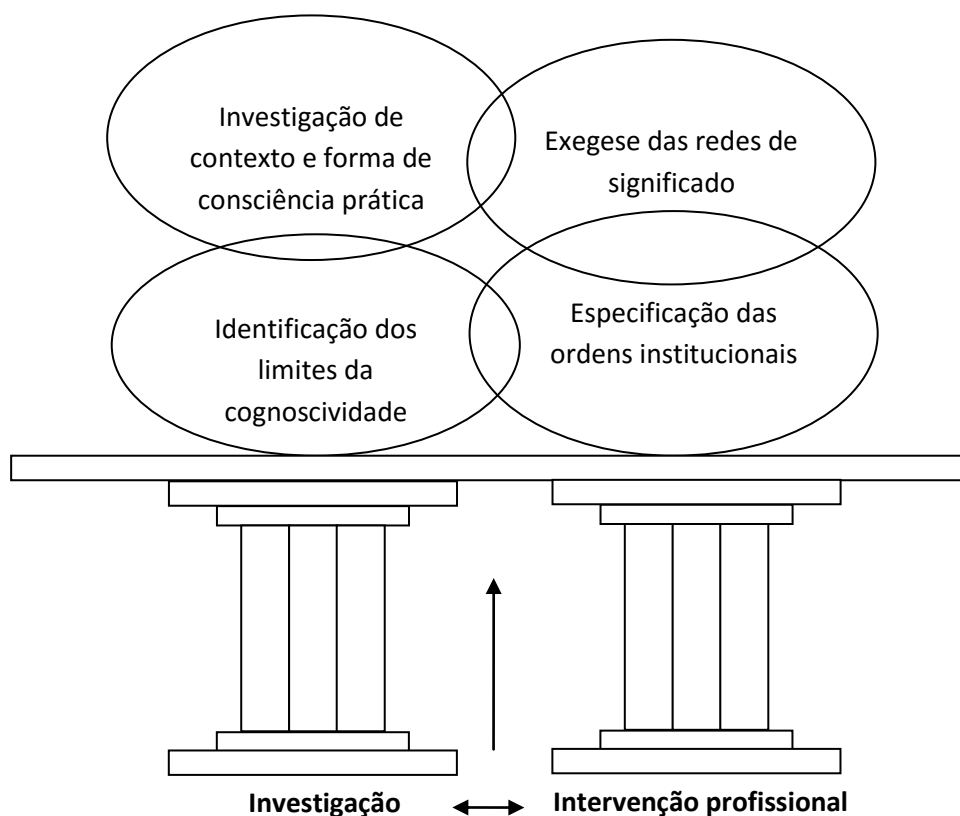 Investigação de
contexto e forma de
consciência prática
Exegese das redes de
significado
Identificação dos
limites da
cognoscividade
Especificação das
ordens institucionais
Investigação
Intervenção profissional